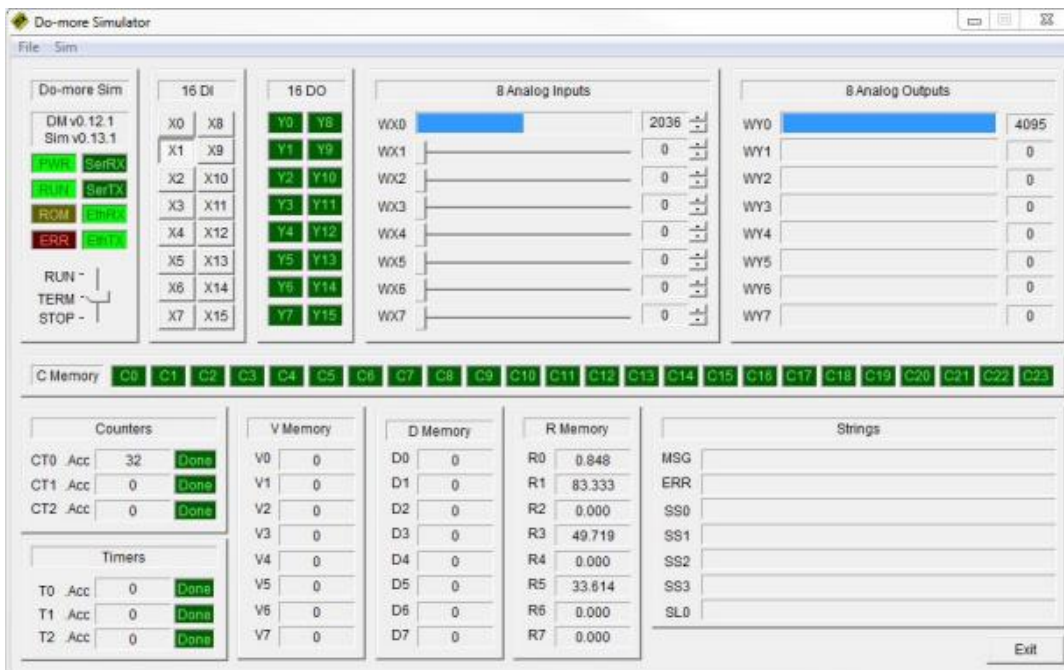 Do-more Simulator
File Sim
Do-more Sim
DM v0.12.1
Sim v0.13.1
PWR SerRX
RUN SerTX
ROM EthRX
ERR EthTX
RUN -
TERM -
STOP -
16 DI
X0 X8
X1 X9
X2 X10
X3 X11
X4 X12
X5 X13
X6 X14
X7 X15
16 DO
Y0 Y8
Y1 Y9
Y2 Y10
Y3 Y11
Y4 Y12
Y5 Y13
Y6 Y14
Y7 Y15
8 Analog Inputs
WX0 2036
WX1 0
WX2 0
WX3 0
WX4 0
WX5 0
WX6 0
WX7 0
8 Analog Outputs
WY0 4095
WY1 0
WY2 0
WY3 0
WY4 0
WY5 0
WY6 0
WY7 0
C Memory C0 C1 C2 C3 C4 C5 C6 C7 C8 C9 C10 C11 C12 C13 C14 C15 C16 C17 C18 C19 C20 C21 C22 C23
Counters
CT0 .Acc 32 Done
CT1 .Acc 0 Done
CT2 .Acc 0 Done
Timers
T0 .Acc 0 Done
T1 .Acc 0 Done
T2 .Acc 0 Done
V Memory
V0 0
V1 0
V2 0
V3 0
V4 0
V5 0
V6 0
V7 0
D Memory
D0 0
D1 0
D2 0
D3 0
D4 0
D5 0
D6 0
D7 0
R Memory
R0 0.848
R1 83.333
R2 0.000
R3 49.719
R4 0.000
R5 33.614
R6 0.000
R7 0.000
Strings
MSG
ERR
SS0
SS1
SS2
SS3
SL0
Exit